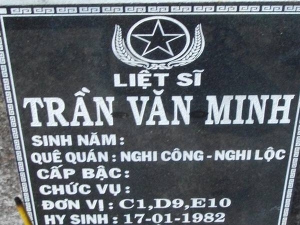 LIỆT SĨ
TRẦN VĂN MINH
SINH NĂM :
QUÊ QUÁN : NGHI CÔNG - NGHI LỘC
CẤP BẬC :
CHỨC VỤ :
ĐƠN VỊ : C1,D9,E10
HY SINH : 17-01-1982